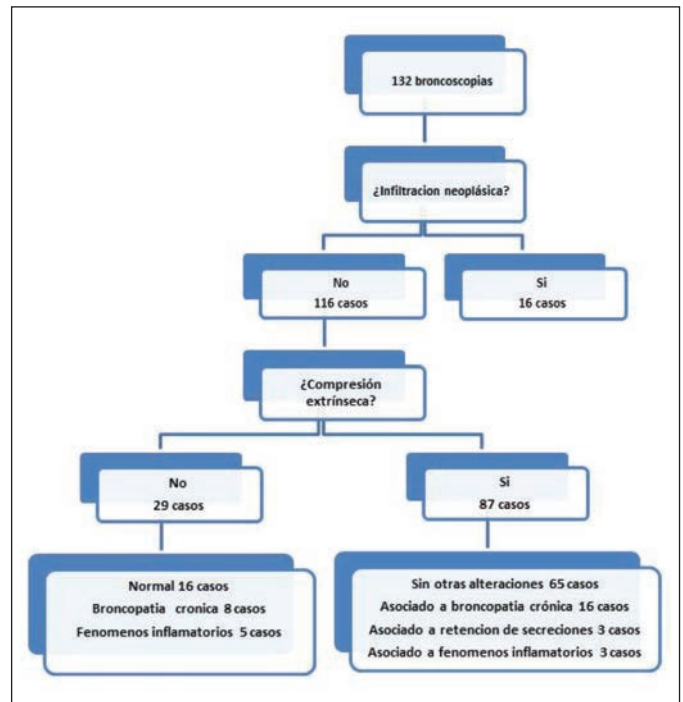 132 broncoscopias
¿Infiltracion neoplásica?
No
116 casos
Si
16 casos
¿Compresión
extrínseca?
No
29 casos
Si
87 casos
Normal 16 casos
Broncopatia cronica 8 casos
Fenomenos inflamatorios 5 casos
Sin otras alteraciones 65 casos
Asociado a broncopatia crónica 16 casos
Asociado a retencion de secreciones 3 casos
Asociado a fenomenos inflamatorios 3 casos